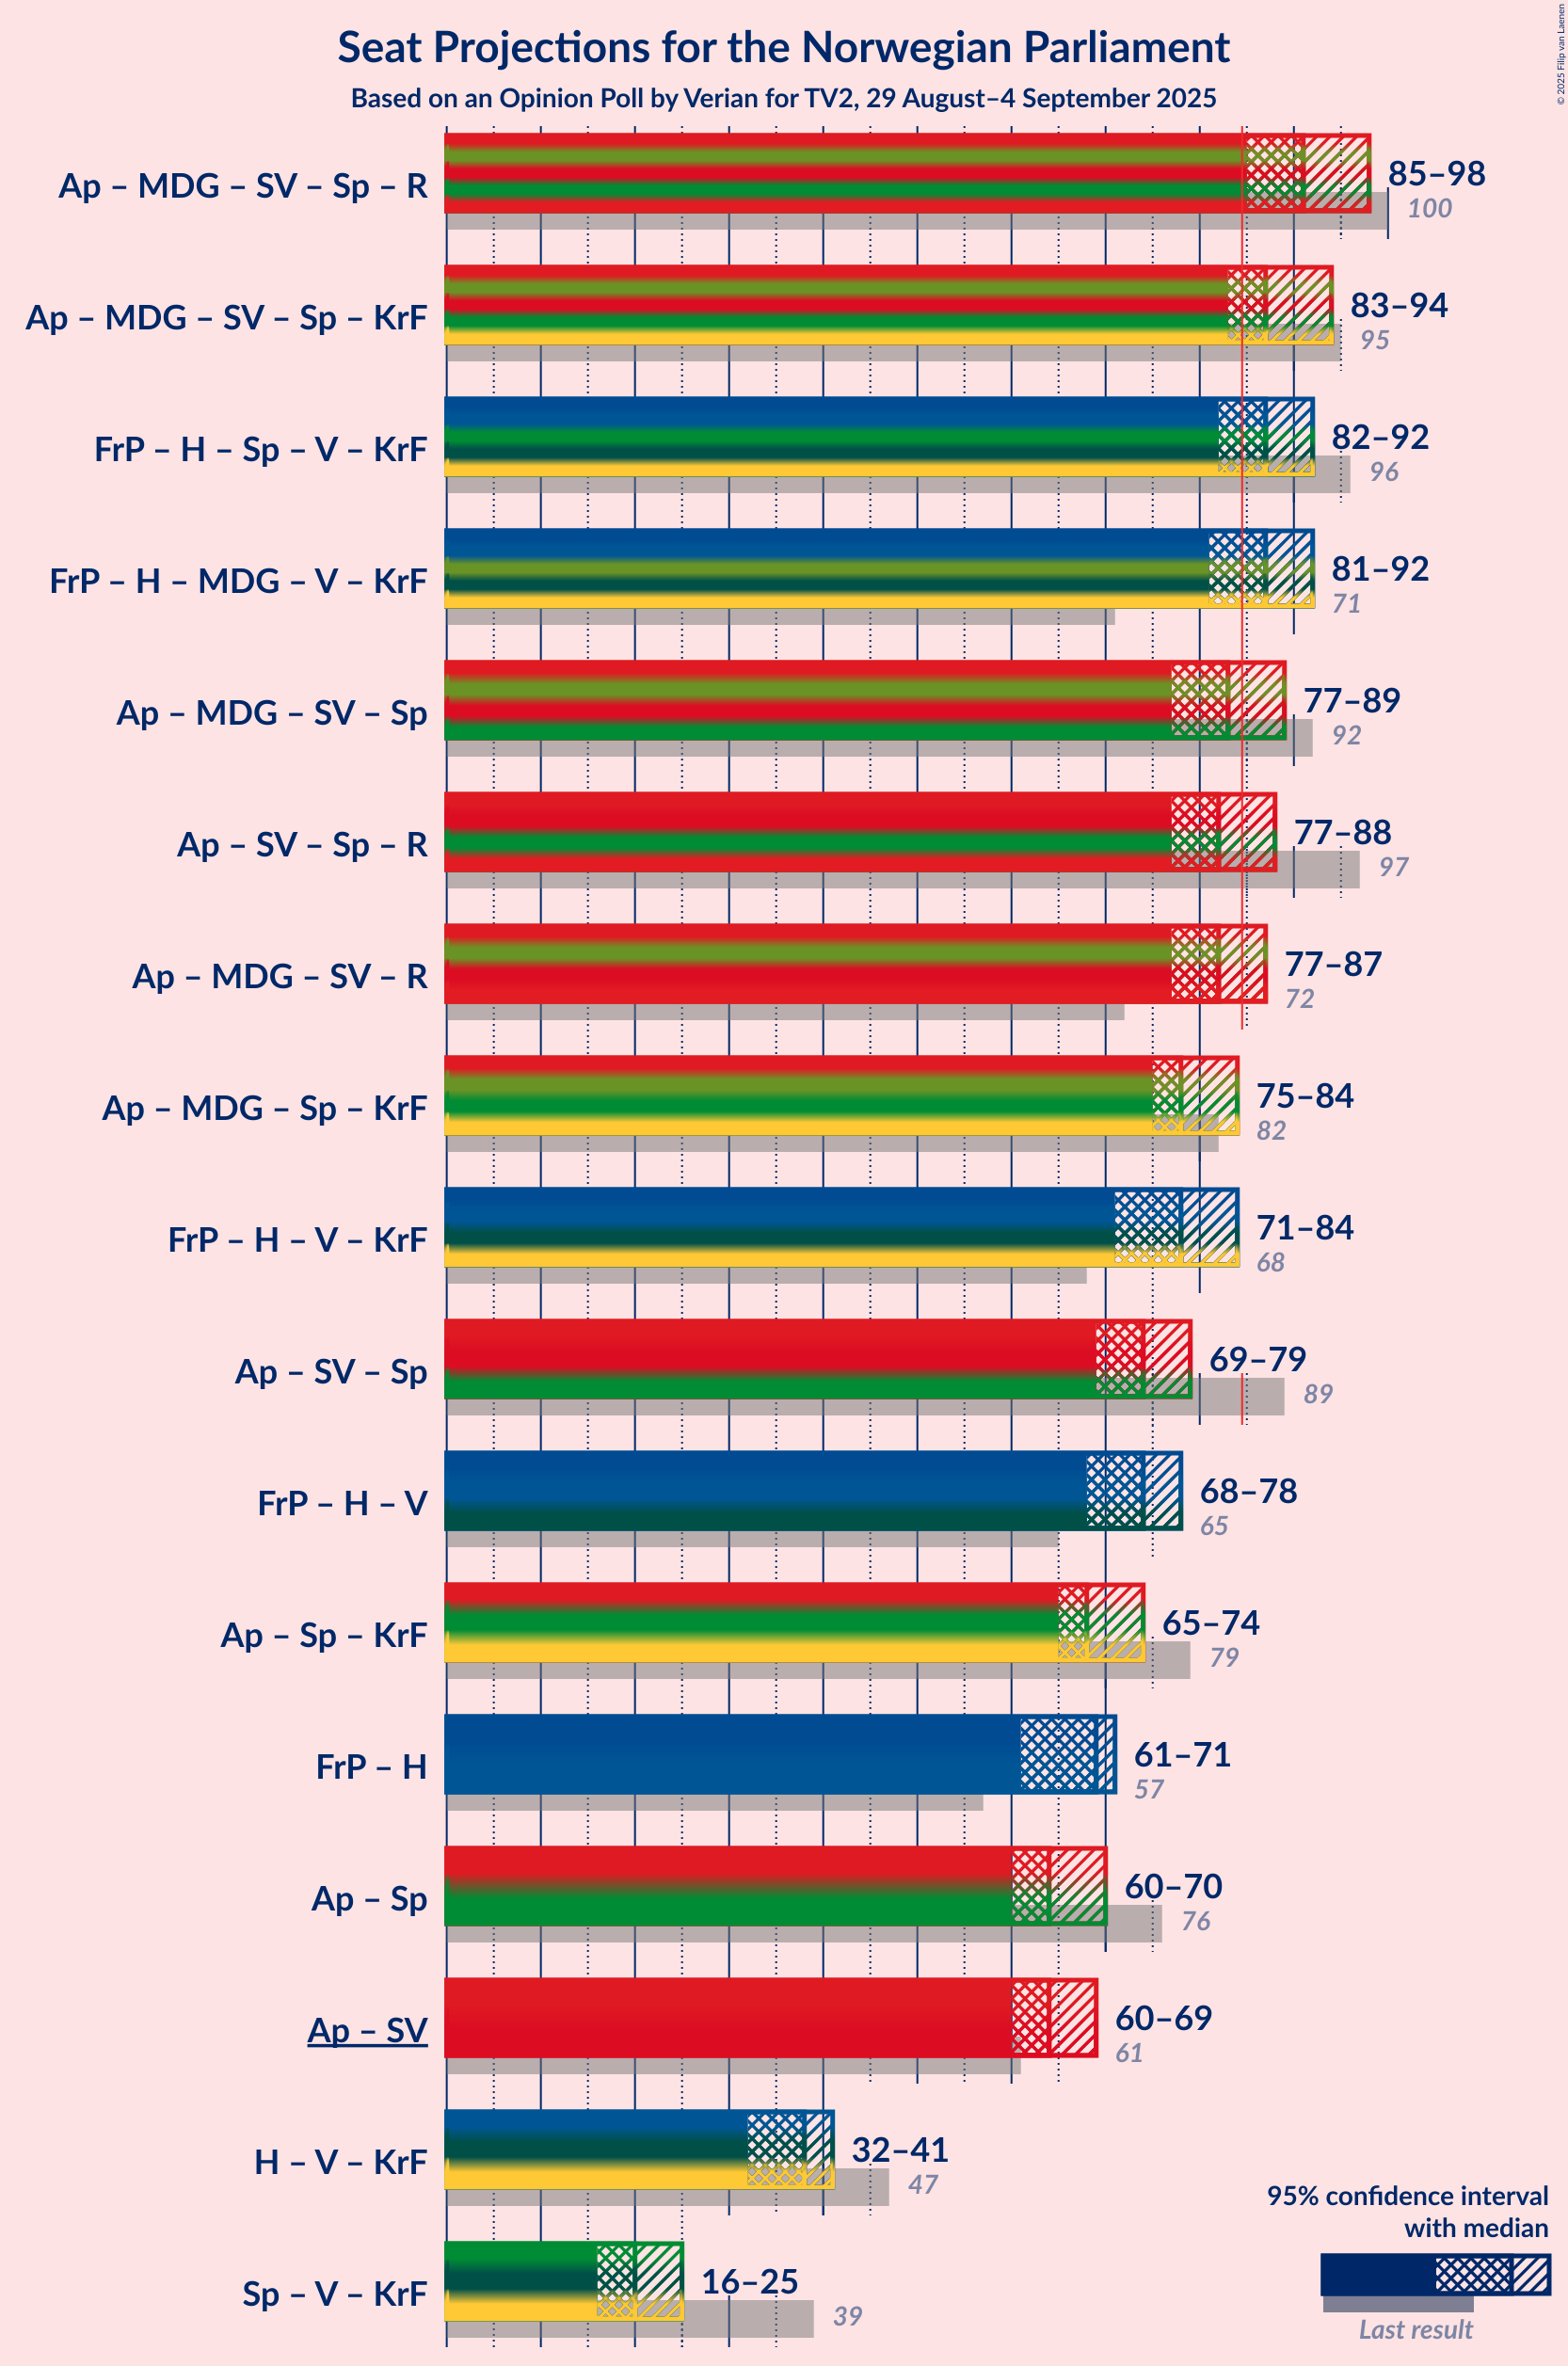 Seat Projections for the Norwegian Parliament
Based on an Opinion Poll by Verian for TV2, 29 August–4 September 2025
© 2025 Filip van Laenen
Ap – MDG – SV – Sp – R
85–98
100
Ap – MDG – SV – Sp – KrF
83–94
95
FrP – H – Sp – V – KrF
82–92
96
FrP – H – MDG – V – KrF
81–92
71
Ap – MDG – SV – Sp
77–89
92
Ap – SV – Sp – R
77–88
97
Ap – MDG – SV – R
77–87
72
Ap – MDG – Sp – KrF
75–84
82
FrP – H – V – KrF
71–84
68
Ap – SV – Sp
69–79
89
FrP – H – V
68–78
65
Ap – Sp – KrF
65–74
79
FrP – H
61–71
57
Ap – Sp
60–70
76
Ap – SV
60–69
61
H – V – KrF
32–41
47
Sp – V – KrF
16–25
39
95% confidence interval
with median
Last result